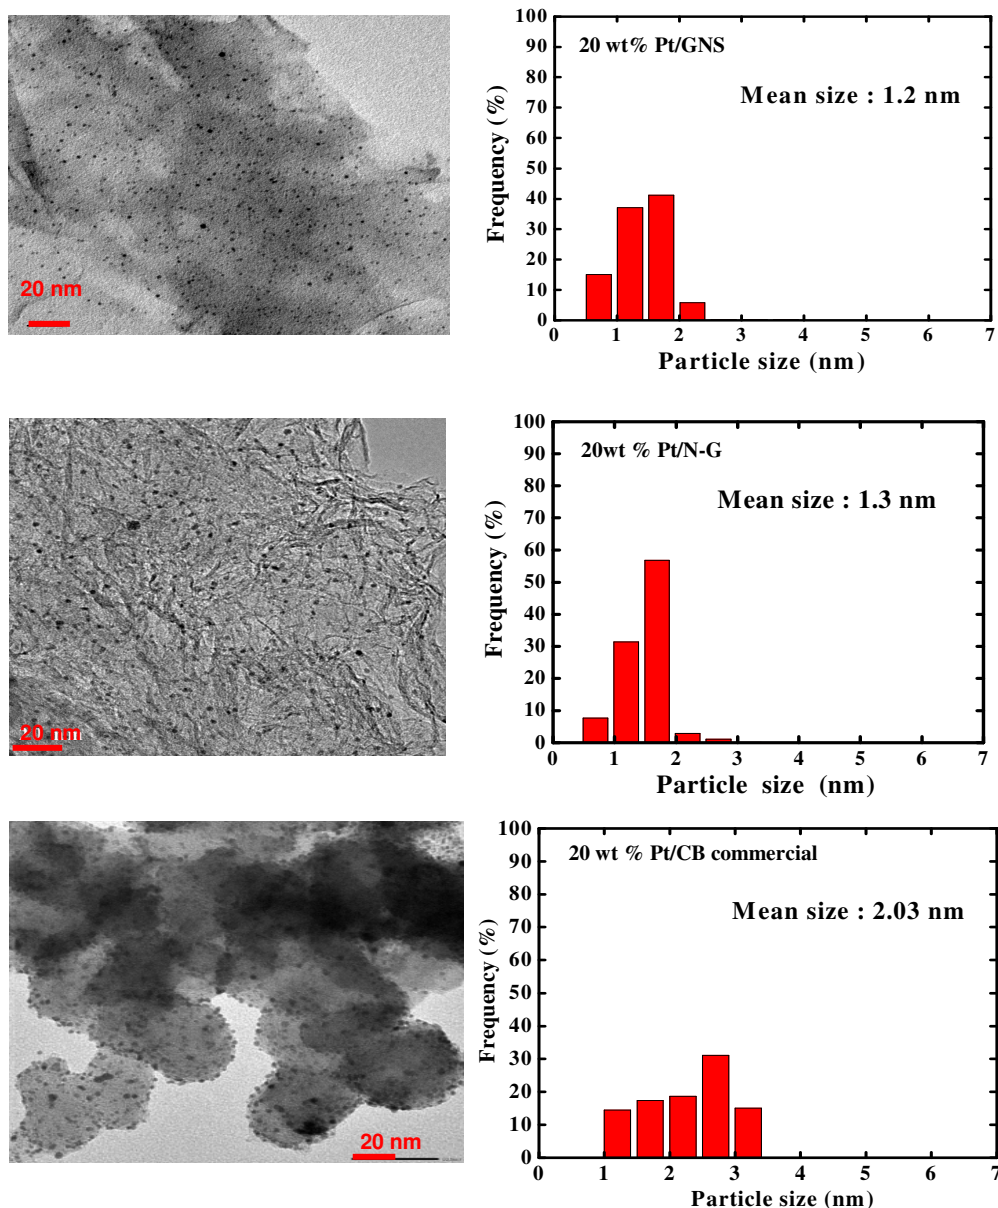 20 nm
100
90
80
70
60
50
40
30
20
10
0
Frequency (%)
20 wt% Pt/GNS
Mean size : 1.2 nm
0 1 2 3 4 5 6 7
Particle size (nm)
20 nm
100
90
80
70
60
50
40
30
20
10
0
Frequency (%)
20wt % Pt/N-G
Mean size : 1.3 nm
0 1 2 3 4 5 6 7
Particle size (nm)
20 nm
100
90
80
70
60
50
40
30
20
10
0
Frequency (%)
20 wt % Pt/CB commercial
Mean size : 2.03 nm
0 1 2 3 4 5 6 7
Particle size (nm)